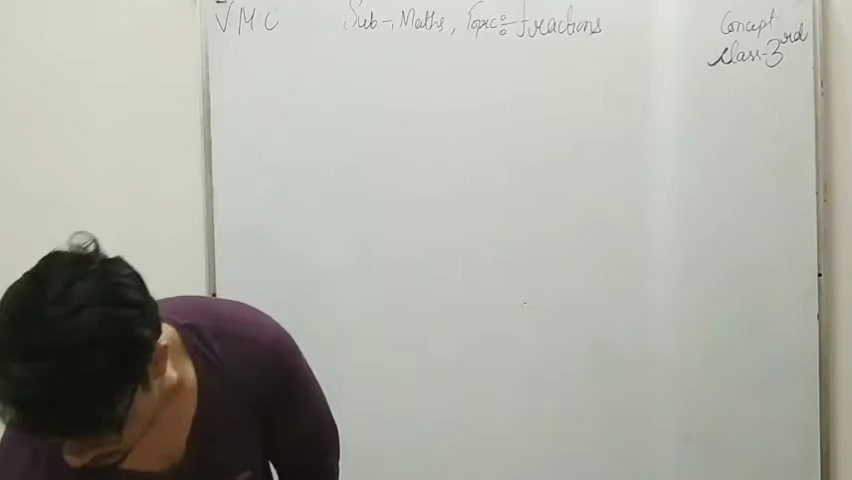 VMC Sub-, Maths, Topic:- fractions Concept
class-3rd